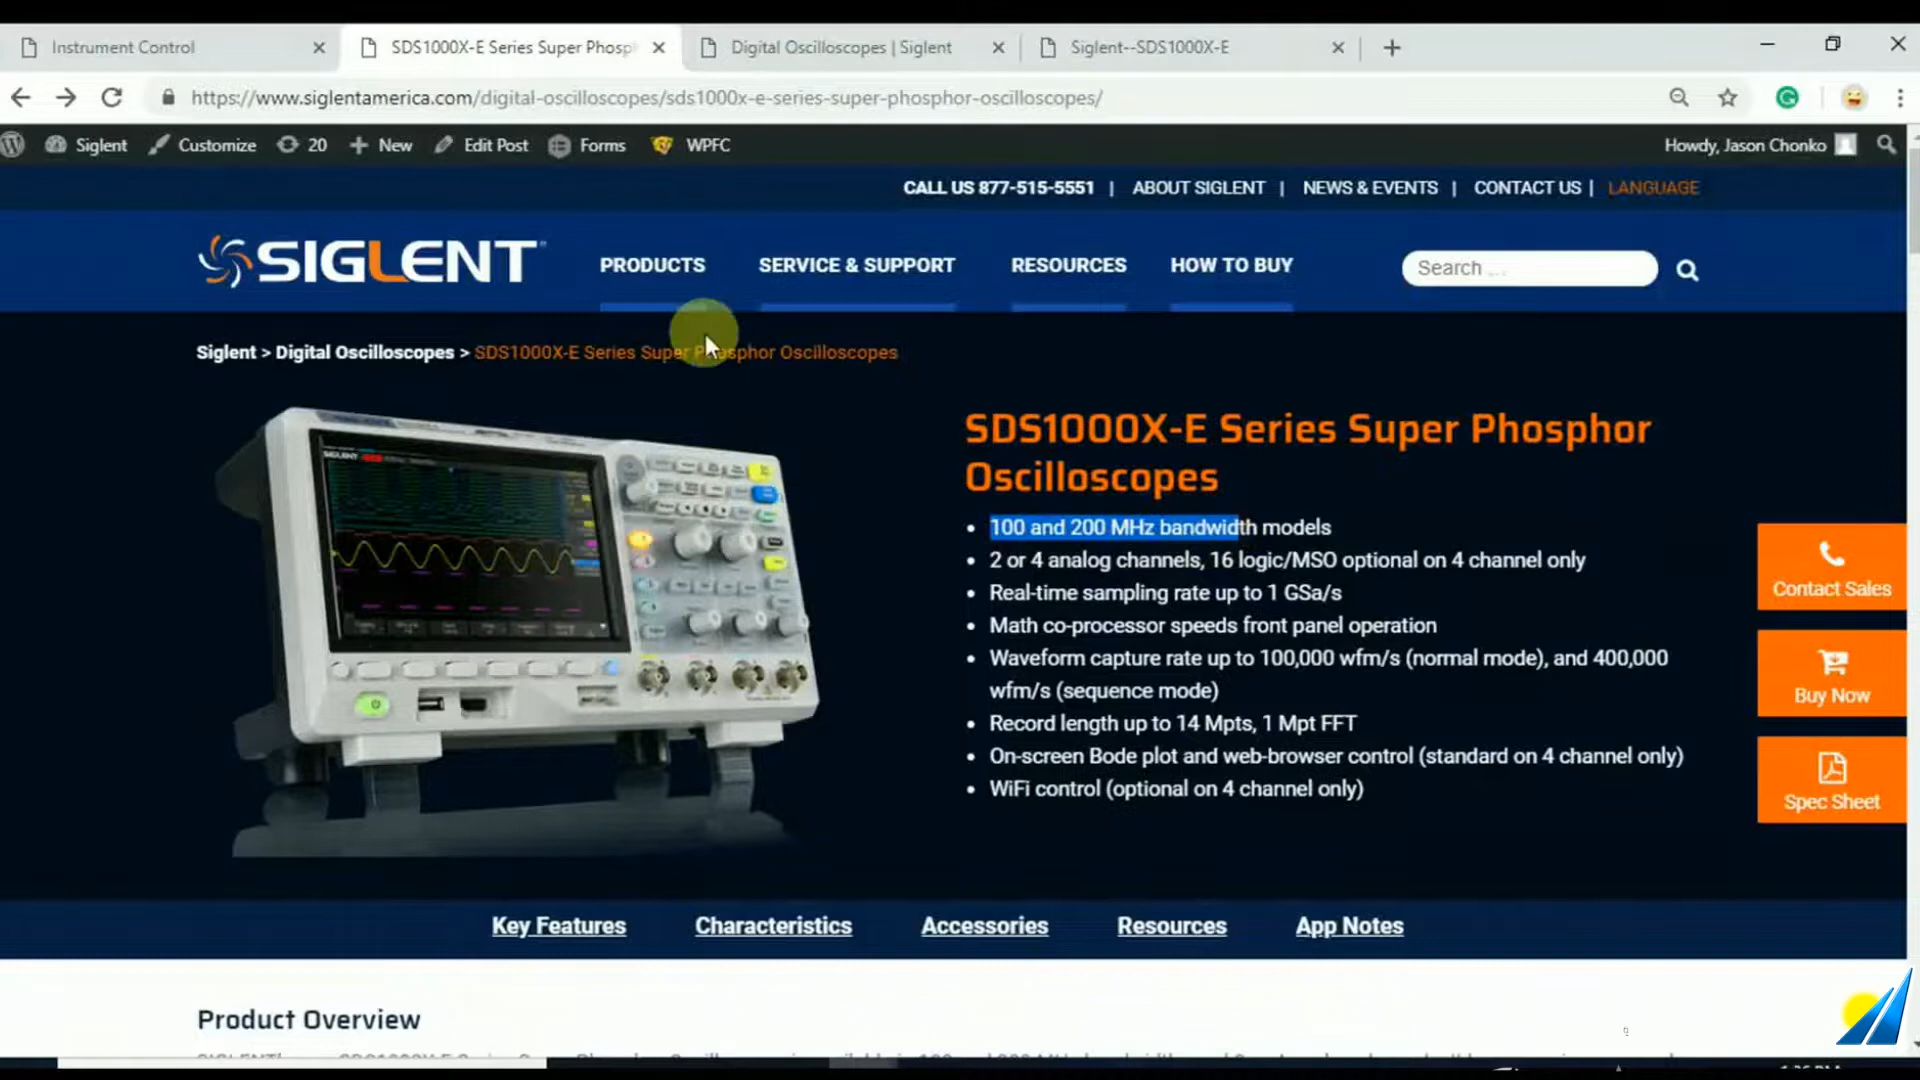 Instrument Control
SDS1000X-E Series Super Phosp
Digital Oscilloscopes | Siglent
Siglent--SDS1000X-E
https://www.siglentamerica.com/digital-oscilloscopes/sds1000x-e-series-super-phosphor-oscilloscopes/
Siglent
Customize
20
New
Edit Post
Forms
WPFC
Howdy, Jason Chonko
CALL US 877-515-5551 | ABOUT SIGLENT | NEWS & EVENTS | CONTACT US | LANGUAGE
SIGLENT
PRODUCTS
SERVICE & SUPPORT
RESOURCES
HOW TO BUY
Search ...
Siglent > Digital Oscilloscopes > SDS1000X-E Series Super Phosphor Oscilloscopes
SIGLENT
SDS1000X-E Series Super Phosphor
Oscilloscopes
• 100 and 200 MHz bandwidth models
• 2 or 4 analog channels, 16 logic/MSO optional on 4 channel only
• Real-time sampling rate up to 1 GSa/s
• Math co-processor speeds front panel operation
• Waveform capture rate up to 100,000 wfm/s (normal mode), and 400,000
wfm/s (sequence mode)
• Record length up to 14 Mpts, 1 Mpt FFT
• On-screen Bode plot and web-browser control (standard on 4 channel only)
• WiFi control (optional on 4 channel only)
Contact Sales
Buy Now
Spec Sheet
Key Features
Characteristics
Accessories
Resources
App Notes
Product Overview